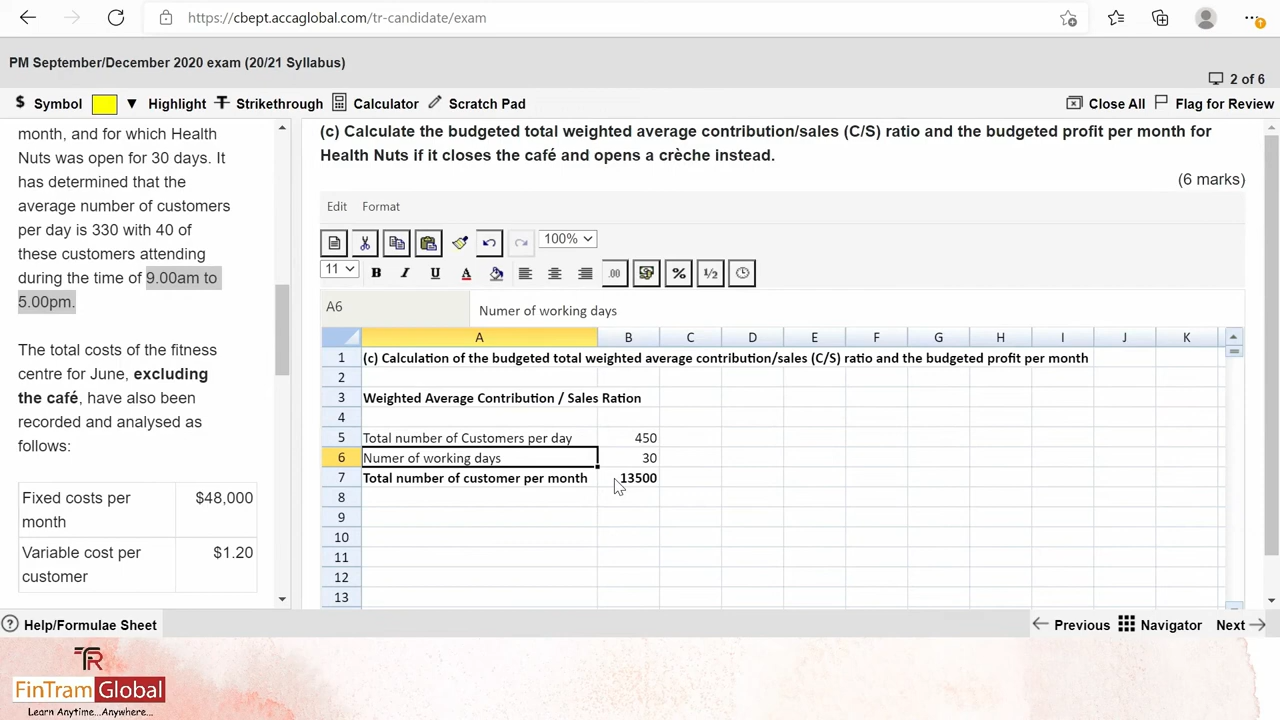 https://cbept.accaglobal.com/tr-candidate/exam
PM September/December 2020 exam (20/21 Syllabus)
2 of 6
$ Symbol ▼ Highlight T Strikethrough Calculator Scratch Pad Close All Flag for Review
month, and for which Health
Nuts was open for 30 days. It
has determined that the
average number of customers
per day is 330 with 40 of
these customers attending
during the time of 9.00am to
5.00pm.
The total costs of the fitness
centre for June, excluding
the café, have also been
recorded and analysed as
follows:
Fixed costs per month $48,000
Variable cost per customer $1.20
(c) Calculate the budgeted total weighted average contribution/sales (C/S) ratio and the budgeted profit per month for
Health Nuts if it closes the café and opens a crèche instead.
(6 marks)
Edit Format
100%
11 B I U A .00 % 1/2
A6 Numer of working days
A B C D E F G H I J K
1 (c) Calculation of the budgeted total weighted average contribution/sales (C/S) ratio and the budgeted profit per month
2
3 Weighted Average Contribution / Sales Ration
4
5 Total number of Customers per day 450
6 Numer of working days 30
7 Total number of customer per month 13500
8
9
10
11
12
13
? Help/Formulae Sheet Previous Navigator Next
FinTram Global
Learn Anytime...Anywhere...